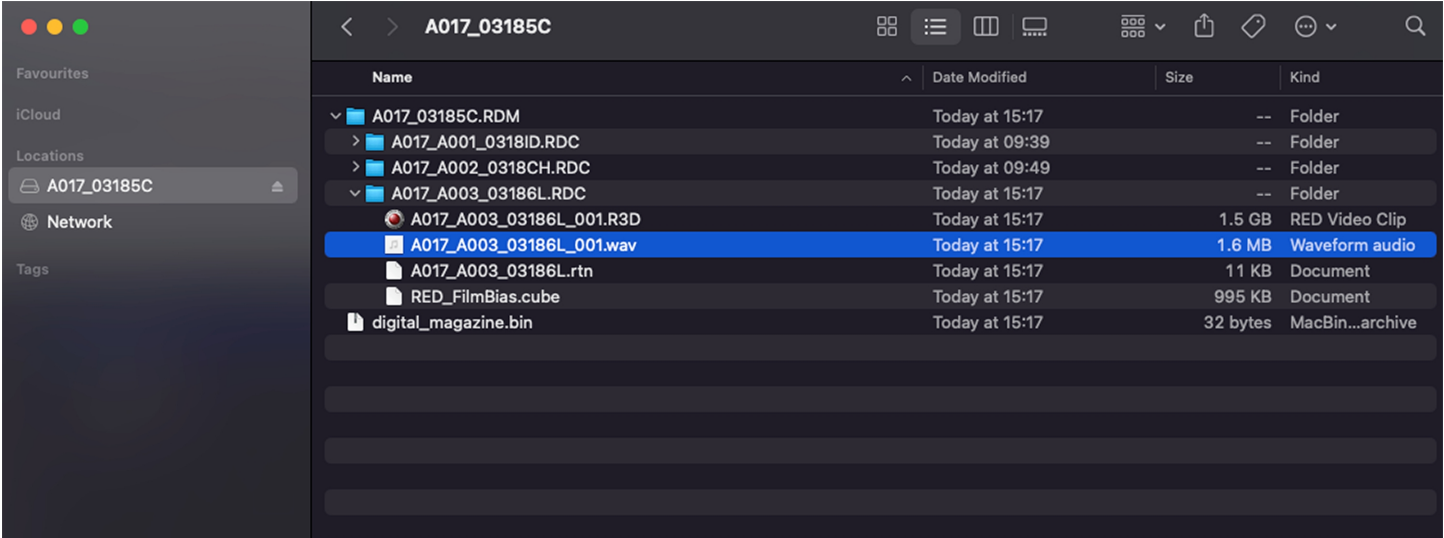 A017_03185C
Favourites
iCloud
Locations
A017_03185C
Network
Tags
Name Date Modified Size Kind
A017_03185C.RDM Today at 15:17 -- Folder
A017_A001_0318ID.RDC Today at 09:39 -- Folder
A017_A002_0318CH.RDC Today at 09:49 -- Folder
A017_A003_03186L.RDC Today at 15:17 -- Folder
A017_A003_03186L_001.R3D Today at 15:17 1.5 GB RED Video Clip
A017_A003_03186L_001.wav Today at 15:17 1.6 MB Waveform audio
A017_A003_03186L.rtn Today at 15:17 11 KB Document
RED_FilmBias.cube Today at 15:17 995 KB Document
digital_magazine.bin Today at 15:17 32 bytes MacBin...archive